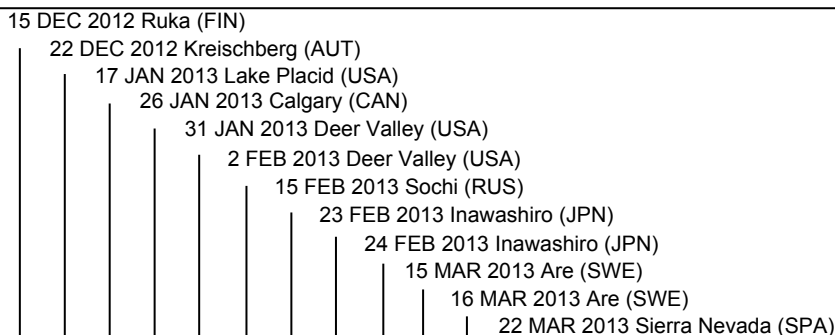 15 DEC 2012 Ruka (FIN)
22 DEC 2012 Kreischberg (AUT)
17 JAN 2013 Lake Placid (USA)
26 JAN 2013 Calgary (CAN)
31 JAN 2013 Deer Valley (USA)
2 FEB 2013 Deer Valley (USA)
15 FEB 2013 Sochi (RUS)
23 FEB 2013 Inawashiro (JPN)
24 FEB 2013 Inawashiro (JPN)
15 MAR 2013 Are (SWE)
16 MAR 2013 Are (SWE)
22 MAR 2013 Sierra Nevada (SPA)